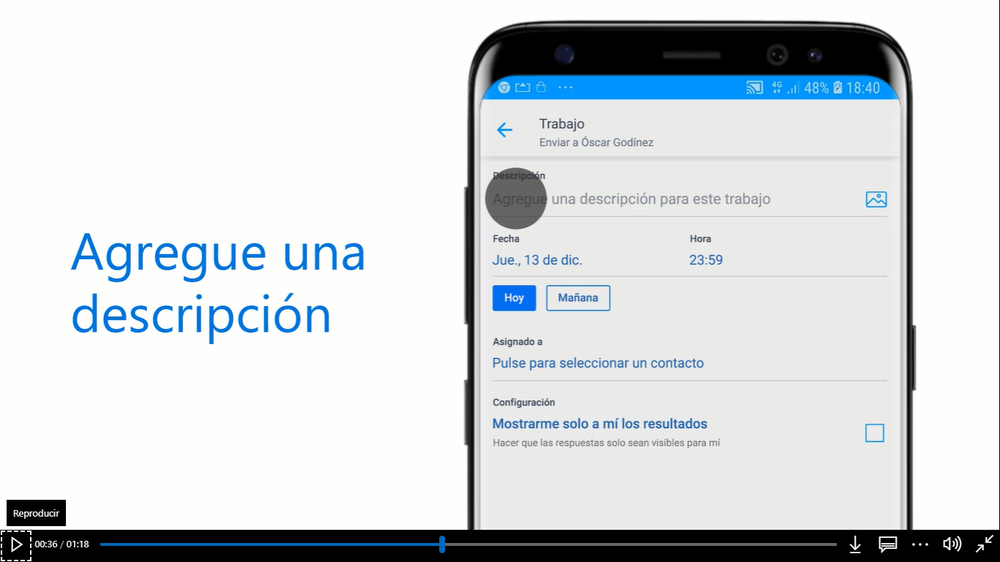 4G 48% 18:40
Trabajo
Enviar a Óscar Godínez
Descripción
Agregue una descripción para este trabajo
Fecha Hora
Jue., 13 de dic. 23:59
Hoy Mañana
Asignado a
Pulse para seleccionar un contacto
Configuración
Mostrarme solo a mí los resultados
Hacer que las respuestas solo sean visibles para mí
Agregue una
descripción
Reproducir
00:36 / 01:18